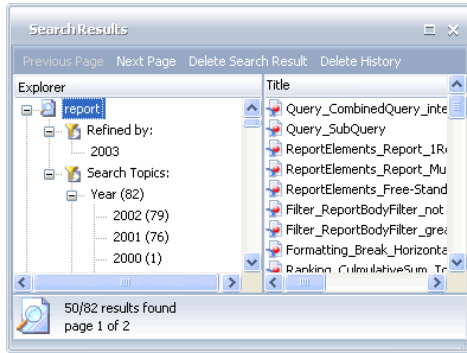 Search Results
Previous Page Next Page Delete Search Result Delete History
Explorer
report
Refined by:
2003
Search Topics:
Year (82)
2002 (79)
2001 (76)
2000 (1)
Title
Query_CombinedQuery_inte
Query_SubQuery
ReportElements_Report_1Re
ReportElements_Report_Mu
ReportElements_Free-Stand
Filter_ReportBodyFilter_not
Filter_ReportBodyFilter_grea
Formatting_Break_Horizonta
Ranking_CulmulativeSum_To
50/82 results found
page 1 of 2